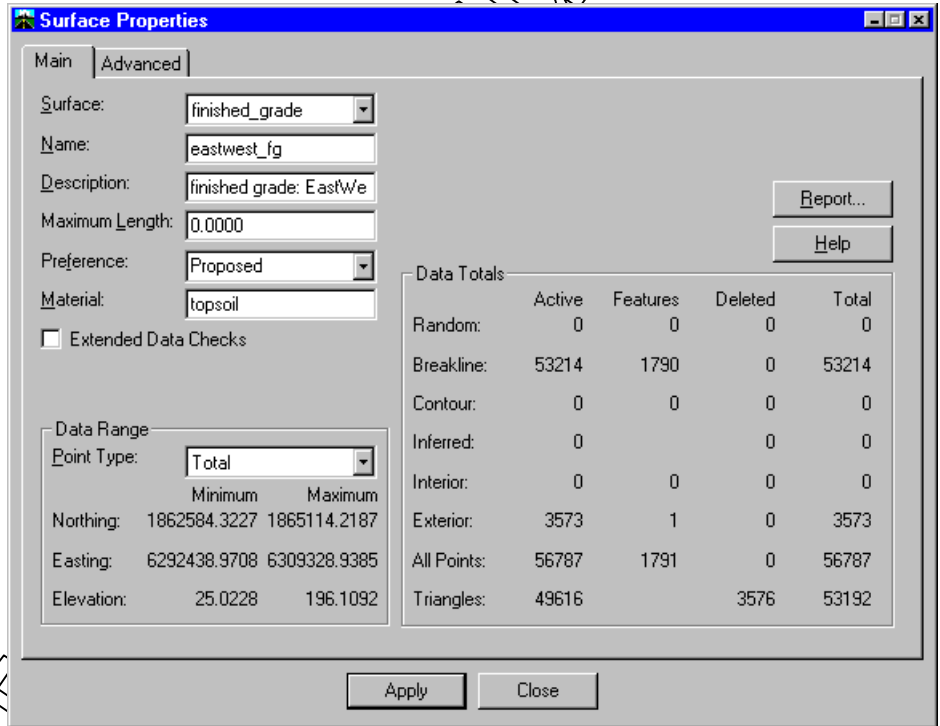 Surface Properties
Main Advanced
Surface: finished_grade
Name: eastwest_fg
Description: finished grade: EastWe
Maximum Length: 0.0000
Preference: Proposed
Material: topsoil
Extended Data Checks
Report...
Help
Data Range
Point Type: Total
Minimum Maximum
Northing: 1862584.3227 1865114.2187
Easting: 6292438.9708 6309328.9385
Elevation: 25.0228 196.1092
Data Totals
Active Features Deleted Total
Random: 0 0 0 0
Breakline: 53214 1790 0 53214
Contour: 0 0 0 0
Inferred: 0 0 0
Interior: 0 0 0 0
Exterior: 3573 1 0 3573
All Points: 56787 1791 0 56787
Triangles: 49616 3576 53192
Apply Close